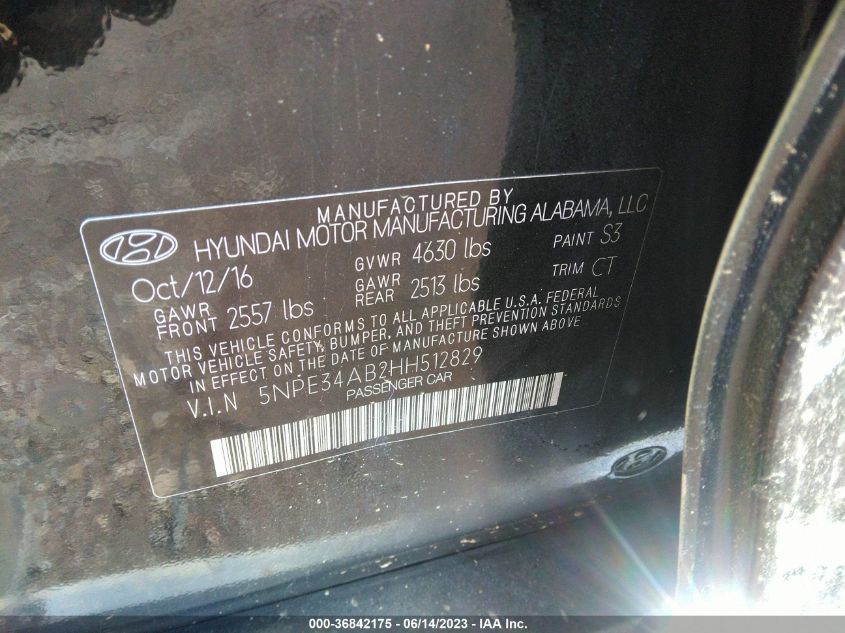 MANUFACTURED BY
HYUNDAI MOTOR MANUFACTURING ALABAMA, LLC
Oct/12/16 GVWR 4630 lbs PAINT S3
GAWR FRONT 2557 lbs GAWR REAR 2513 lbs TRIM CT
THIS VEHICLE CONFORMS TO ALL APPLICABLE U.S.A. FEDERAL
MOTOR VEHICLE SAFETY, BUMPER, AND THEFT PREVENTION STANDARDS
IN EFFECT ON THE DATE OF MANUFACTURE SHOWN ABOVE
V.I.N 5NPE34AB2HH512829
PASSENGER CAR
000-36842175 - 06/14/2023 - IAA Inc.